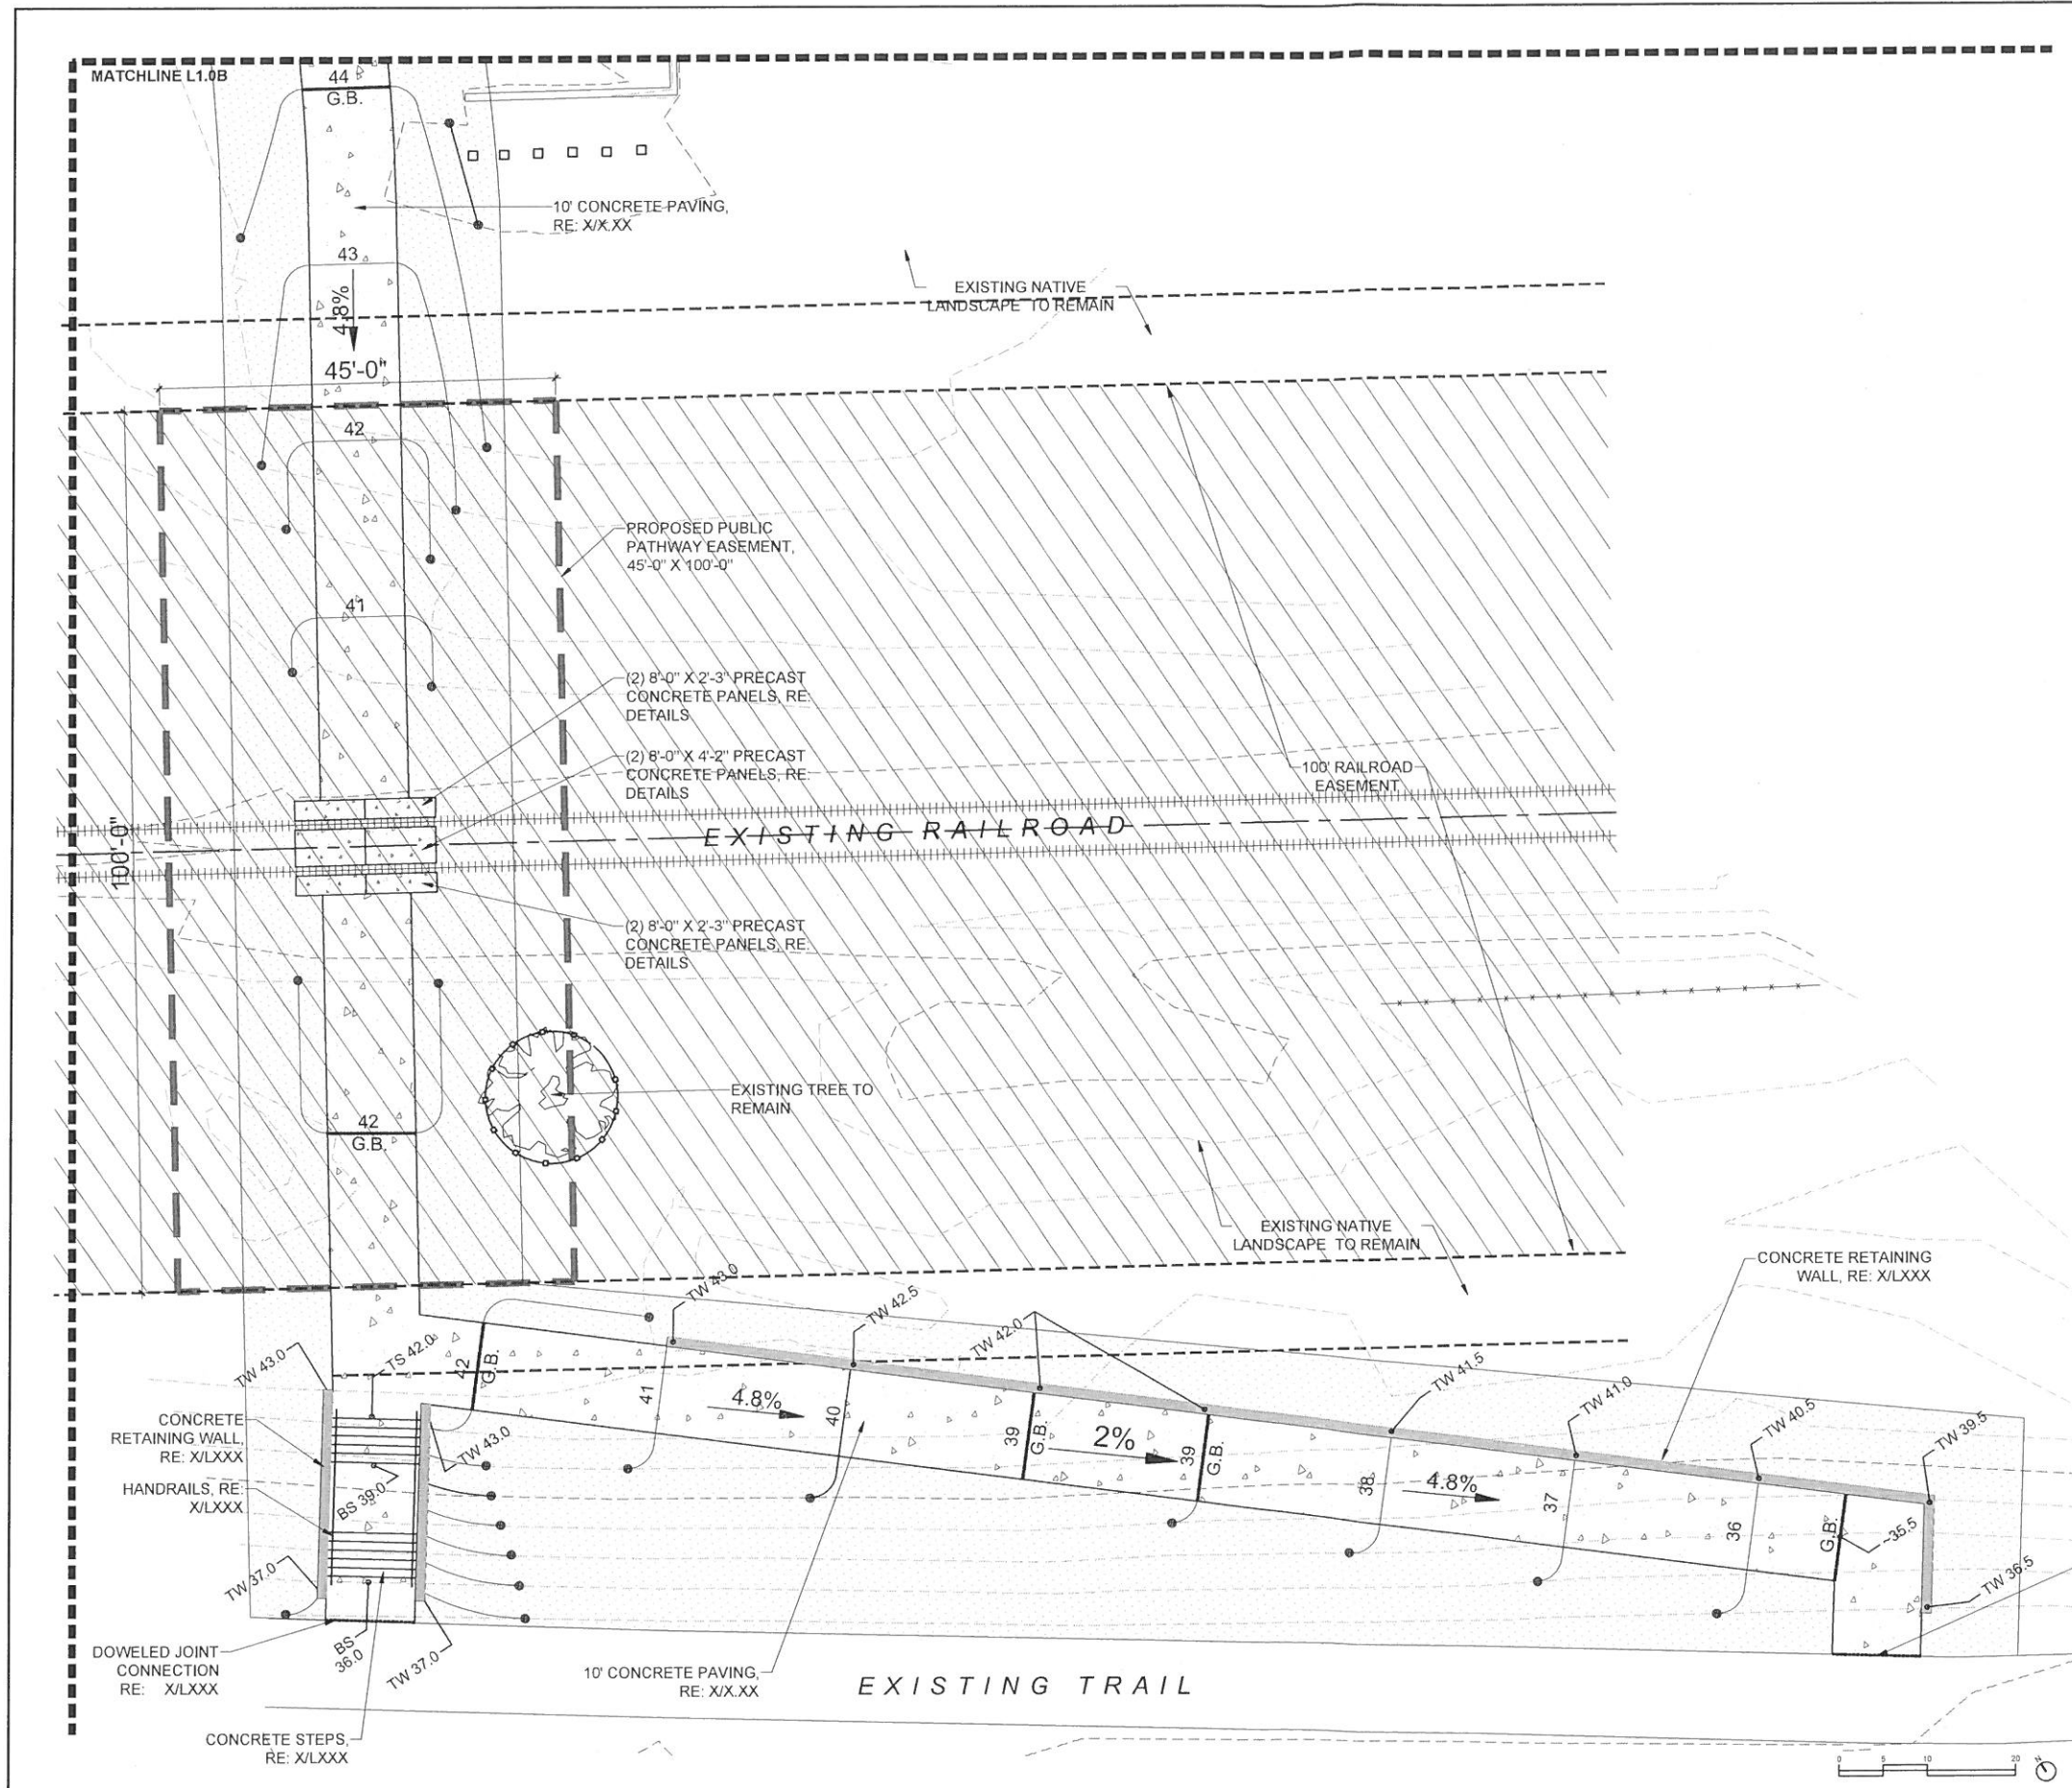 MATCHLINE L1.0B
44
G.B.
10' CONCRETE PAVING,
RE: X/X.XX
43
4.8%
EXISTING NATIVE
LANDSCAPE TO REMAIN
45'-0"
42
PROPOSED PUBLIC
PATHWAY EASEMENT,
45'-0" X 100'-0"
41
(2) 8'-0" X 2'-3" PRECAST
CONCRETE PANELS, RE:
DETAILS
(2) 8'-0" X 4'-2" PRECAST
CONCRETE PANELS, RE:
DETAILS
100' RAILROAD
EASEMENT
EXISTING RAILROAD
100'-0"
(2) 8'-0" X 2'-3" PRECAST
CONCRETE PANELS, RE:
DETAILS
EXISTING TREE TO
REMAIN
42
G.B.
EXISTING NATIVE
LANDSCAPE TO REMAIN
CONCRETE RETAINING
WALL, RE: X/LXXX
TW 43.0
TW 42.5
TW 42.0
TW 41.5
TW 41.0
TW 40.5
TW 39.5
TW 43.0
TS 42.0
42
G.B.
41
4.8%
40
39
G.B.
2%
39
G.B.
38
4.8%
37
36
G.B.
35.5
TW 36.5
CONCRETE
RETAINING WALL,
RE: X/LXXX
TW 43.0
HANDRAILS, RE:
X/LXXX
BS 39.0
TW 37.0
BS
36.0
TW 37.0
DOWELED JOINT
CONNECTION
RE: X/LXXX
10' CONCRETE PAVING,
RE: X/X.XX
EXISTING TRAIL
CONCRETE STEPS,
RE: X/LXXX
0 5 10 20
N